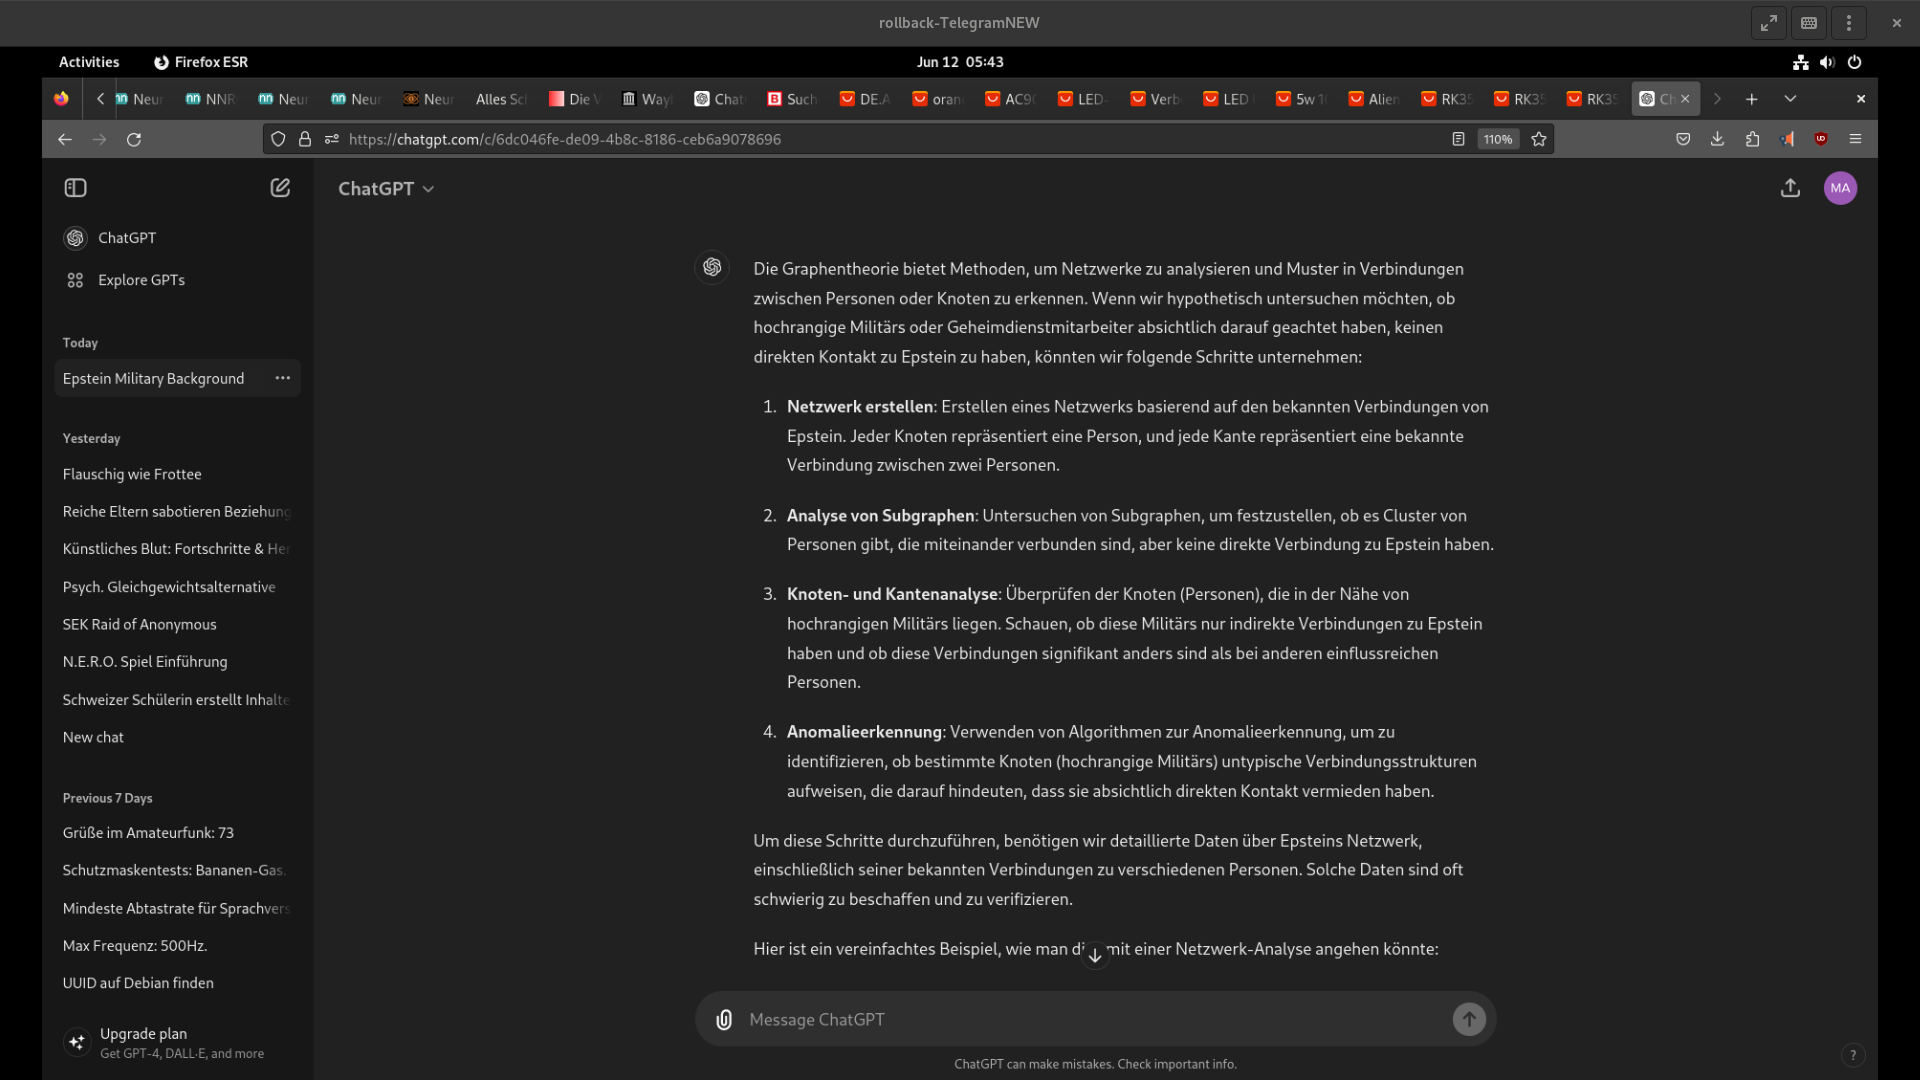 rollback-TelegramNEW
Activities
Firefox ESR
Jun 12 05:43
Neur
NNR
Neur
Neur
Neur
Alles Sc
Die V
Way
Chat
Such
DE.A
oran
AC9
LED-
Verb
LED
5w 1
Alien
RK35
RK35
RK35
Ch
https://chatgpt.com/c/6dc046fe-de09-4b8c-8186-ceb6a9078696
110%
ChatGPT
MA
ChatGPT
Explore GPTs
Today
Epstein Military Background
Yesterday
Flauschig wie Frottee
Reiche Eltern sabotieren Beziehung
Künstliches Blut: Fortschritte & Her
Psych. Gleichgewichtsalternative
SEK Raid of Anonymous
N.E.R.O. Spiel Einführung
Schweizer Schülerin erstellt Inhalte
New chat
Previous 7 Days
Grüße im Amateurfunk: 73
Schutzmaskentests: Bananen-Gas.
Mindeste Abtastrate für Sprachvers
Max Frequenz: 500Hz.
UUID auf Debian finden
Upgrade plan
Get GPT-4, DALL·E, and more
Die Graphentheorie bietet Methoden, um Netzwerke zu analysieren und Muster in Verbindungen
zwischen Personen oder Knoten zu erkennen. Wenn wir hypothetisch untersuchen möchten, ob
hochrangige Militärs oder Geheimdienstmitarbeiter absichtlich darauf geachtet haben, keinen
direkten Kontakt zu Epstein zu haben, könnten wir folgende Schritte unternehmen:
1. Netzwerk erstellen: Erstellen eines Netzwerks basierend auf den bekannten Verbindungen von
Epstein. Jeder Knoten repräsentiert eine Person, und jede Kante repräsentiert eine bekannte
Verbindung zwischen zwei Personen.
2. Analyse von Subgraphen: Untersuchen von Subgraphen, um festzustellen, ob es Cluster von
Personen gibt, die miteinander verbunden sind, aber keine direkte Verbindung zu Epstein haben.
3. Knoten- und Kantenanalyse: Überprüfen der Knoten (Personen), die in der Nähe von
hochrangigen Militärs liegen. Schauen, ob diese Militärs nur indirekte Verbindungen zu Epstein
haben und ob diese Verbindungen signifikant anders sind als bei anderen einflussreichen
Personen.
4. Anomalieerkennung: Verwenden von Algorithmen zur Anomalieerkennung, um zu
identifizieren, ob bestimmte Knoten (hochrangige Militärs) untypische Verbindungsstrukturen
aufweisen, die darauf hindeuten, dass sie absichtlich direkten Kontakt vermieden haben.
Um diese Schritte durchzuführen, benötigen wir detaillierte Daten über Epsteins Netzwerk,
einschließlich seiner bekannten Verbindungen zu verschiedenen Personen. Solche Daten sind oft
schwierig zu beschaffen und zu verifizieren.
Hier ist ein vereinfachtes Beispiel, wie man mit einer Netzwerk-Analyse angehen könnte:
Message ChatGPT
ChatGPT can make mistakes. Check important info.
?